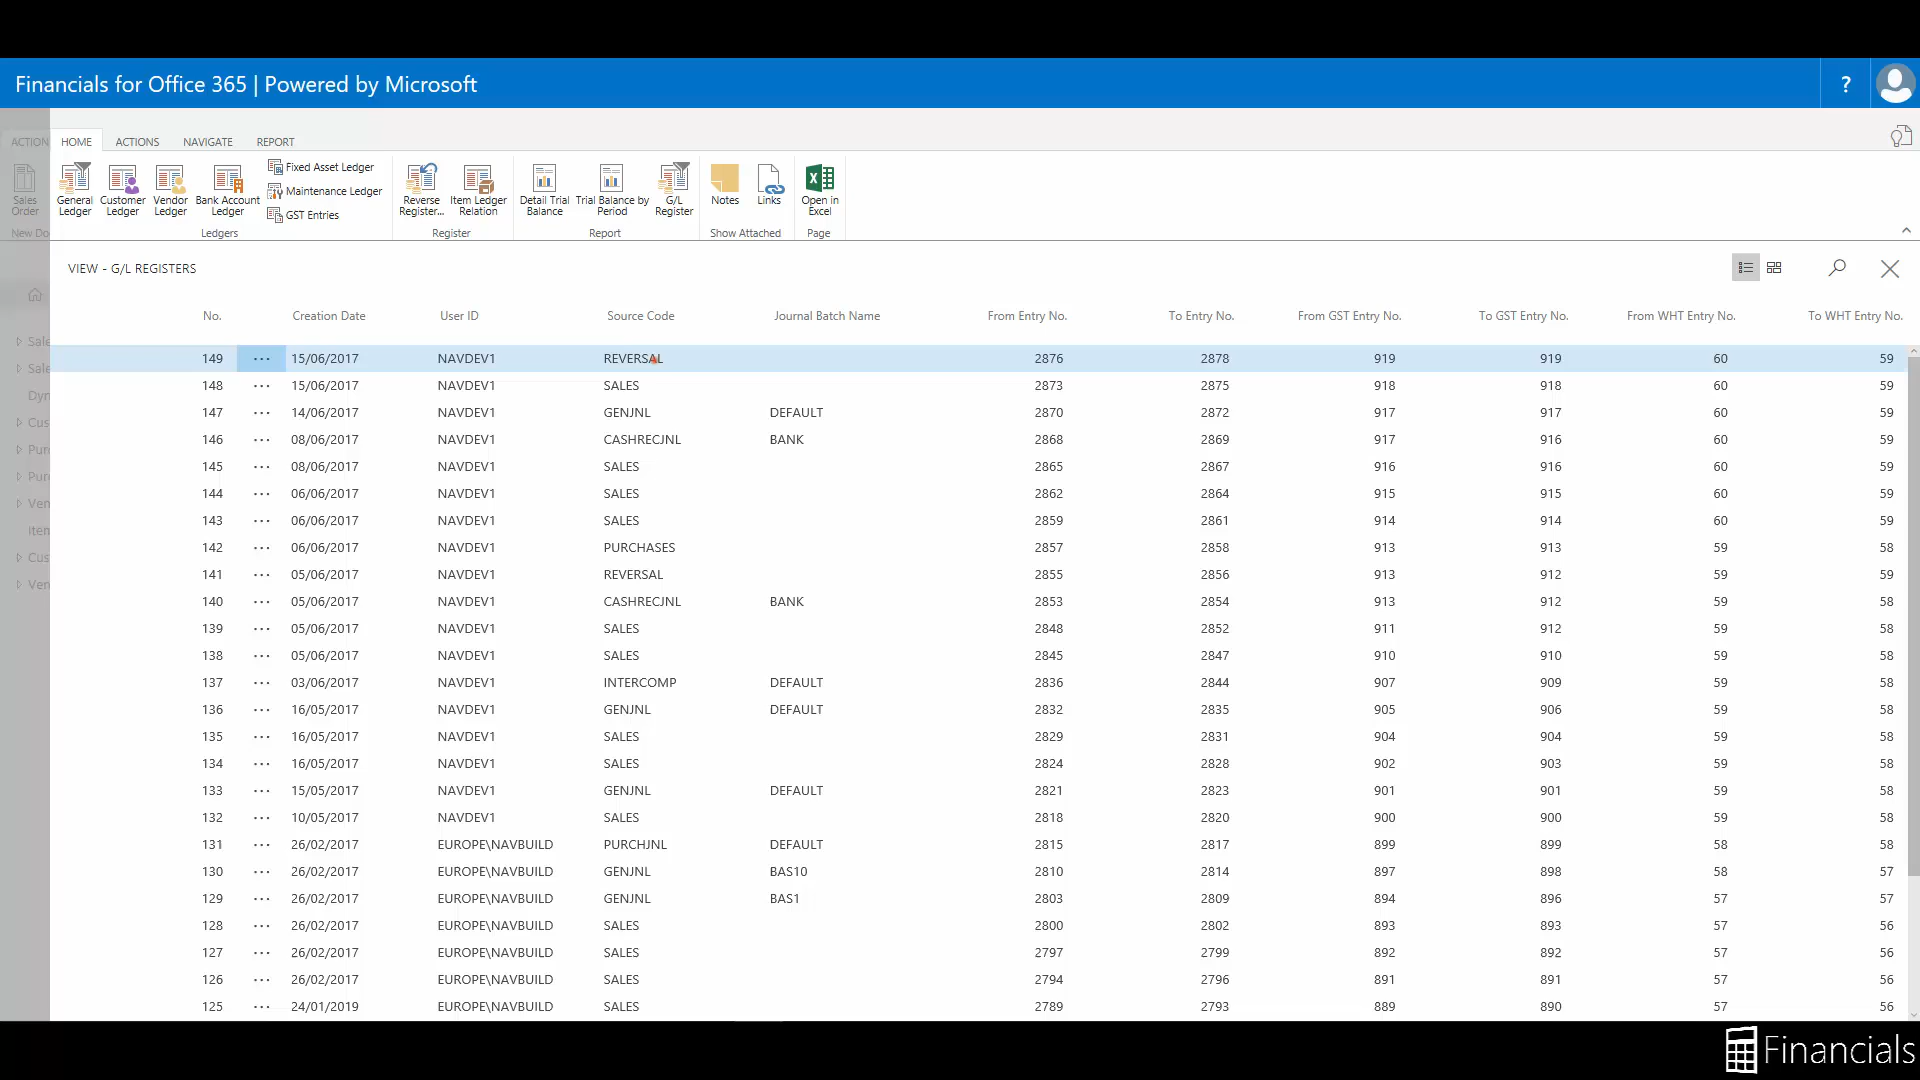 Financials for Office 365 | Powered by Microsoft
?
ACTION HOME ACTIONS NAVIGATE REPORT
Sales Order
General Ledger
Customer Ledger
Vendor Ledger
Bank Account Ledger
Fixed Asset Ledger
Maintenance Ledger
GST Entries
Reverse Register...
Item Ledger Relation
Detail Trial Balance
Trial Balance by Period
G/L Register
Notes
Links
Open in Excel
New Do Ledgers Register Report Show Attached Page
VIEW - G/L REGISTERS
No. Creation Date User ID Source Code Journal Batch Name From Entry No. To Entry No. From GST Entry No. To GST Entry No. From WHT Entry No. To WHT Entry No.
Sale
Sale
Dyn
Cus
Pur
Pur
Ven
Iten
Cus
Ven
149 ... 15/06/2017 NAVDEV1 REVERSAL 2876 2878 919 919 60 59
148 ... 15/06/2017 NAVDEV1 SALES 2873 2875 918 918 60 59
147 ... 14/06/2017 NAVDEV1 GENJNL DEFAULT 2870 2872 917 917 60 59
146 ... 08/06/2017 NAVDEV1 CASHRECJNL BANK 2868 2869 917 916 60 59
145 ... 08/06/2017 NAVDEV1 SALES 2865 2867 916 916 60 59
144 ... 06/06/2017 NAVDEV1 SALES 2862 2864 915 915 60 59
143 ... 06/06/2017 NAVDEV1 SALES 2859 2861 914 914 60 59
142 ... 06/06/2017 NAVDEV1 PURCHASES 2857 2858 913 913 59 58
141 ... 05/06/2017 NAVDEV1 REVERSAL 2855 2856 913 912 59 59
140 ... 05/06/2017 NAVDEV1 CASHRECJNL BANK 2853 2854 913 912 59 58
139 ... 05/06/2017 NAVDEV1 SALES 2848 2852 911 912 59 58
138 ... 05/06/2017 NAVDEV1 SALES 2845 2847 910 910 59 58
137 ... 03/06/2017 NAVDEV1 INTERCOMP DEFAULT 2836 2844 907 909 59 58
136 ... 16/05/2017 NAVDEV1 GENJNL DEFAULT 2832 2835 905 906 59 58
135 ... 16/05/2017 NAVDEV1 SALES 2829 2831 904 904 59 58
134 ... 16/05/2017 NAVDEV1 SALES 2824 2828 902 903 59 58
133 ... 15/05/2017 NAVDEV1 GENJNL DEFAULT 2821 2823 901 901 59 58
132 ... 10/05/2017 NAVDEV1 SALES 2818 2820 900 900 59 58
131 ... 26/02/2017 EUROPE\NAVBUILD PURCHJNL DEFAULT 2815 2817 899 899 58 58
130 ... 26/02/2017 EUROPE\NAVBUILD GENJNL BAS10 2810 2814 897 898 58 57
129 ... 26/02/2017 EUROPE\NAVBUILD GENJNL BAS1 2803 2809 894 896 57 57
128 ... 26/02/2017 EUROPE\NAVBUILD SALES 2800 2802 893 893 57 56
127 ... 26/02/2017 EUROPE\NAVBUILD SALES 2797 2799 892 892 57 56
126 ... 26/02/2017 EUROPE\NAVBUILD SALES 2794 2796 891 891 57 56
125 ... 24/01/2019 EUROPE\NAVBUILD SALES 2789 2793 889 890 57 56
Financials